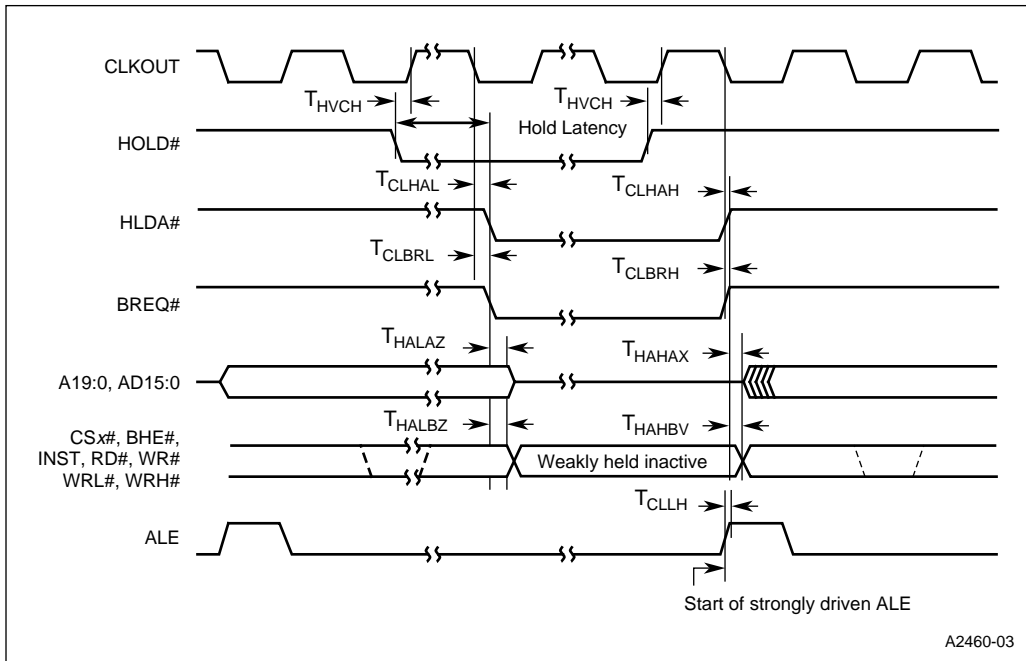 CLKOUT
THVCH
THVCH
HOLD#
Hold Latency
TCLHAL
TCLHAH
HLDA#
TCLBRL
TCLBRH
BREQ#
THALAZ
THAHAX
A19:0, AD15:0
CSx#, BHE#,
INST, RD#, WR#
WRL#, WRH#
THALBZ
THAHBV
Weakly held inactive
TCLLH
ALE
Start of strongly driven ALE
A2460-03